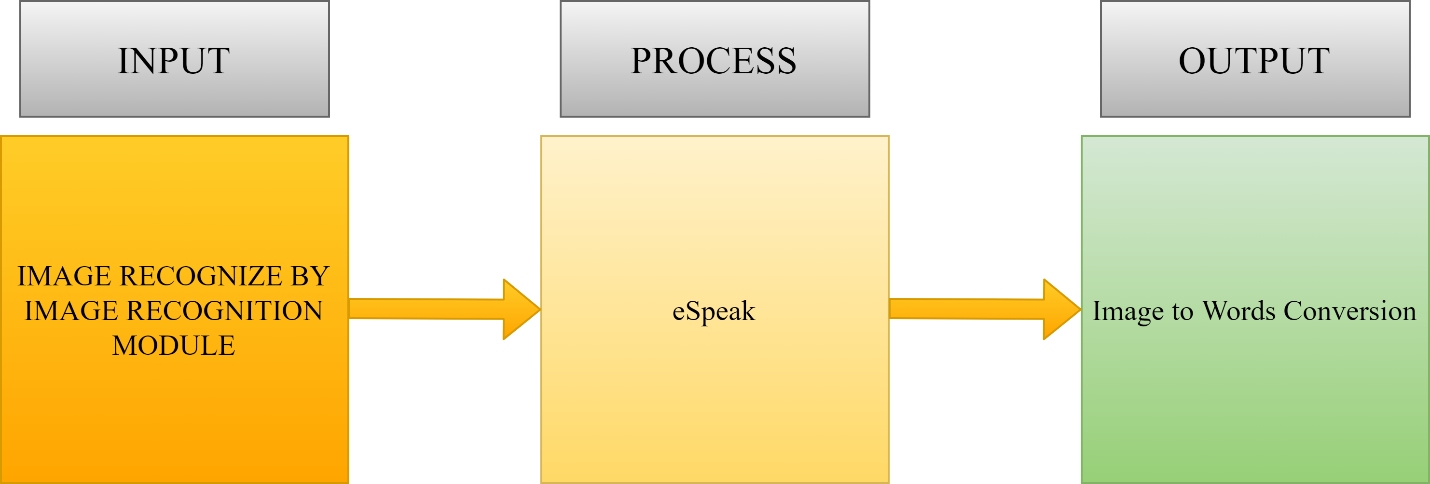 INPUT
PROCESS
OUTPUT
IMAGE RECOGNIZE BY
IMAGE RECOGNITION
MODULE
eSpeak
Image to Words Conversion